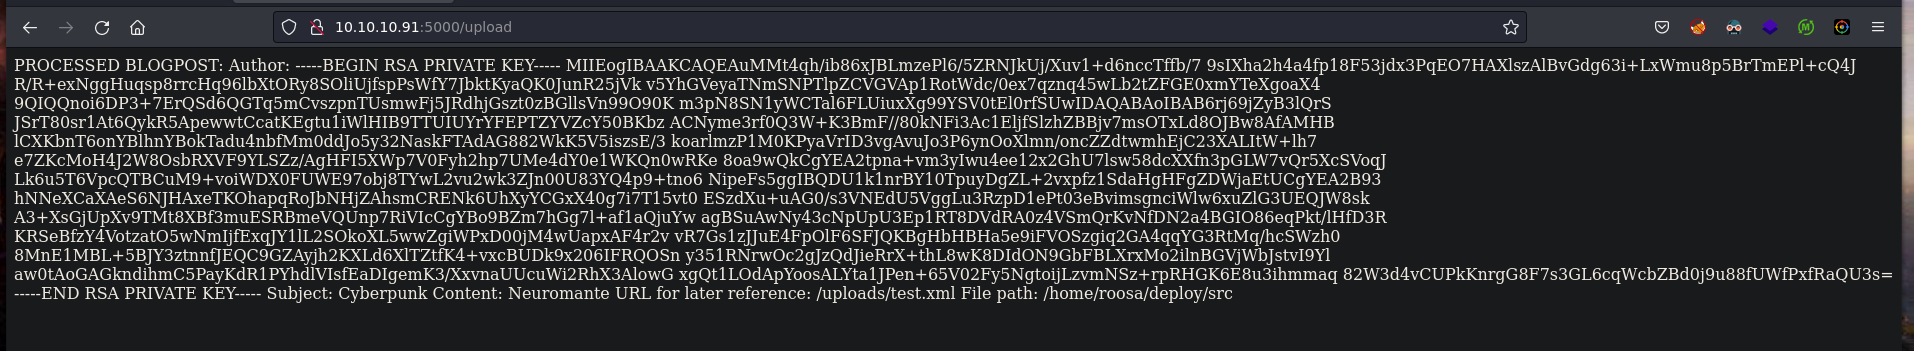 10.10.10.91:5000/upload
PROCESSED BLOGPOST: Author: -----BEGIN RSA PRIVATE KEY----- MIIEogIBAAKCAQEAuMMt4qh/ib86xJBLmzePl6/5ZRNJkUj/Xuv1+d6nccTffb/7 9sIXha2h4a4fp18F53jdx3PqEO7HAXlszAlBvGdg63i+LxWmu8p5BrTmEPl+cQ4J
R/R+exNggHuqsp8rrcHq96lbXtORy8SOliUjfspPsWfY7JbktKyaQK0JunR25jVk v5YhGVeyaTNmSNPTlpZCVGVAp1RotWdc/0ex7qznq45wLb2tZFGE0xmYTeXgoaX4
9QIQQnoi6DP3+7ErQSd6QGTq5mCvszpnTUsmwFj5JRdhjGszt0zBGllsVn99O90K m3pN8SN1yWCTal6FLUiuxXg99YSV0tEl0rfSUwIDAQABAoIBAB6rj69jZyB3lQrS
JSrT80sr1At6QykR5ApewwtCcatKEgtu1iWlHIB9TTUIUYrYFEPTZYVZcY50BKbz ACNyme3rf0Q3W+K3BmF//80kNFi3Ac1EljfSlzhZBBjv7msOTxLd8OJBw8AfAMHB
lCXKbnT6onYBlhnYBokTadu4nbfMm0ddJo5y32NaskFTAdAG882WkK5V5iszsE/3 koarlmzP1M0KPyaVrID3vgAvuJo3P6ynOoXlmn/oncZZdtwmhEjC23XALItW+lh7
e7ZKcMoH4J2W8OsbRXVF9YLSZz/AgHFI5XWp7V0Fyh2hp7UMe4dY0e1WKQn0wRKe 8oa9wQkCgYEA2tpna+vm3yIwu4ee12x2GhU7lsw58dcXXfn3pGLW7vQr5XcSVoqJ
Lk6u5T6VpcQTBCuM9+voiWDX0FUWE97obj8TYwL2vu2wk3ZJn00U83YQ4p9+tno6 NipeFs5ggIBQDU1k1nrBY10TpuyDgZL+2vxpfz1SdaHgHFgZDWjaEtUCgYEA2B93
hNNeXCaXAeS6NJHAxeTKOhapqRoJbNHjZAhsmCRENk6UhXyYCGxX40g7i7T15vt0 ESzdXu+uAG0/s3VNEdU5VggLu3RzpD1ePt03eBvimsgnciWlw6xuZlG3UEQJW8sk
A3+XsGjUpXv9TMt8XBf3muESRBmeVQUnp7RiVIcCgYBo9BZm7hGg7l+af1aQjuYw agBSuAwNy43cNpUpU3Ep1RT8DVdRA0z4VSmQrKvNfDN2a4BGIO86eqPkt/lHfD3R
KRSeBfzY4VotzatO5wNmIjfExqJY1lL2SOkoXL5wwZgiWPxD00jM4wUapxAF4r2v vR7Gs1zJJuE4FpOlF6SFJQKBgHbHBHa5e9iFVOSzgiq2GA4qqYG3RtMq/hcSWzh0
8MnE1MBL+5BJY3ztnnfJEQC9GZAyjh2KXLd6XlTZtfK4+vxcBUDk9x206IFRQOSn y351RNrwOc2gJzQdJieRrX+thL8wK8DIdON9GbFBLXrxMo2ilnBGVjWbJstvI9Yl
aw0tAoGAGkndihmC5PayKdR1PYhdlVIsfEaDIgemK3/XxvnaUUcuWi2RhX3AlowG xgQt1LOdApYoosALYta1JPen+65V02Fy5NgtoijLzvmNSz+rpRHGK6E8u3ihmmaq 82W3d4vCUPkKnrgG8F7s3GL6cqWcbZBd0j9u88fUWfPxfRaQU3s=
-----END RSA PRIVATE KEY----- Subject: Cyberpunk Content: Neuromante URL for later reference: /uploads/test.xml File path: /home/roosa/deploy/src